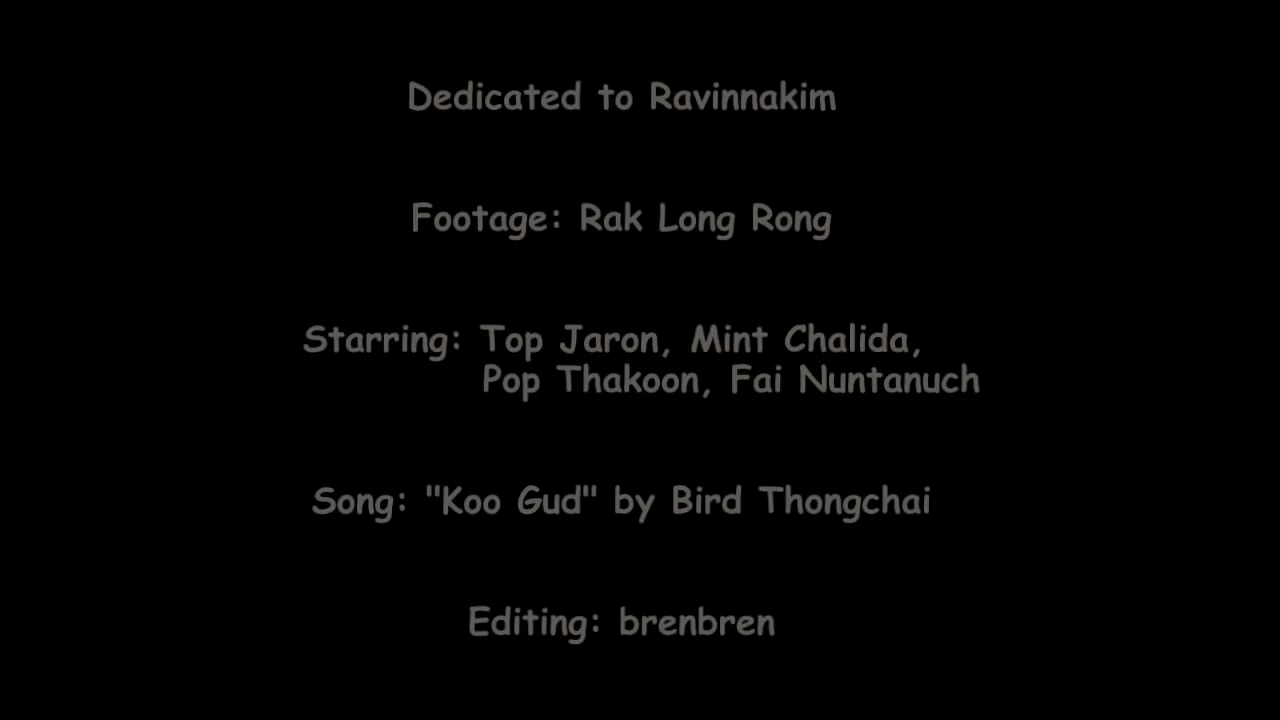 Dedicated to Ravinnakim
Footage: Rak Long Rong
Starring: Top Jaron, Mint Chalida,
Pop Thakoon, Fai Nuntanuch
Song: "Koo Gud" by Bird Thongchai
Editing: brenbren